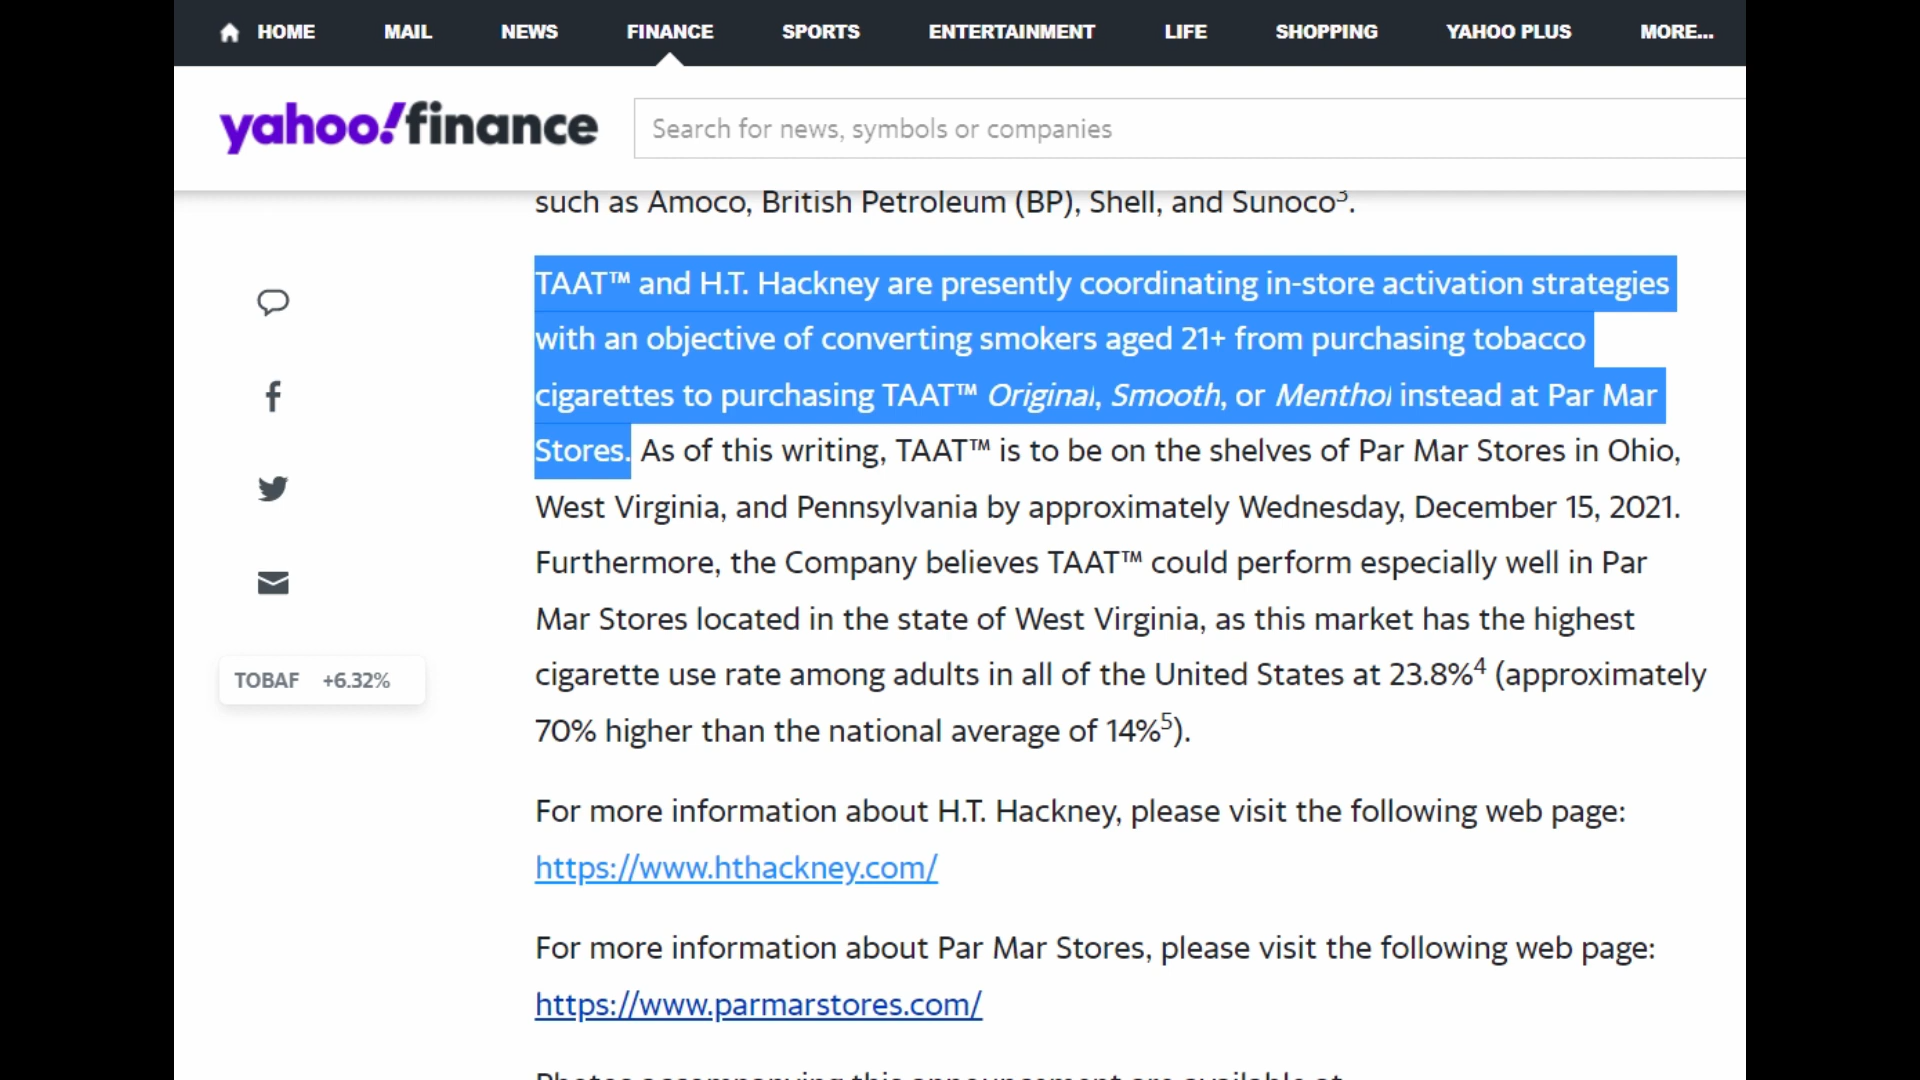 HOME MAIL NEWS FINANCE SPORTS ENTERTAINMENT LIFE SHOPPING YAHOO PLUS MORE...
yahoo!finance
Search for news, symbols or companies
such as Amoco, British Petroleum (BP), Shell, and Sunoco³.
TAAT™ and H.T. Hackney are presently coordinating in-store activation strategies
with an objective of converting smokers aged 21+ from purchasing tobacco
cigarettes to purchasing TAAT™ Original, Smooth, or Menthol instead at Par Mar
Stores. As of this writing, TAAT™ is to be on the shelves of Par Mar Stores in Ohio,
West Virginia, and Pennsylvania by approximately Wednesday, December 15, 2021.
Furthermore, the Company believes TAAT™ could perform especially well in Par
Mar Stores located in the state of West Virginia, as this market has the highest
cigarette use rate among adults in all of the United States at 23.8%⁴ (approximately
70% higher than the national average of 14%⁵).
TOBAF +6.32%
For more information about H.T. Hackney, please visit the following web page:
https://www.hthackney.com/
For more information about Par Mar Stores, please visit the following web page:
https://www.parmarstores.com/
Photos accompanying this announcement are available at